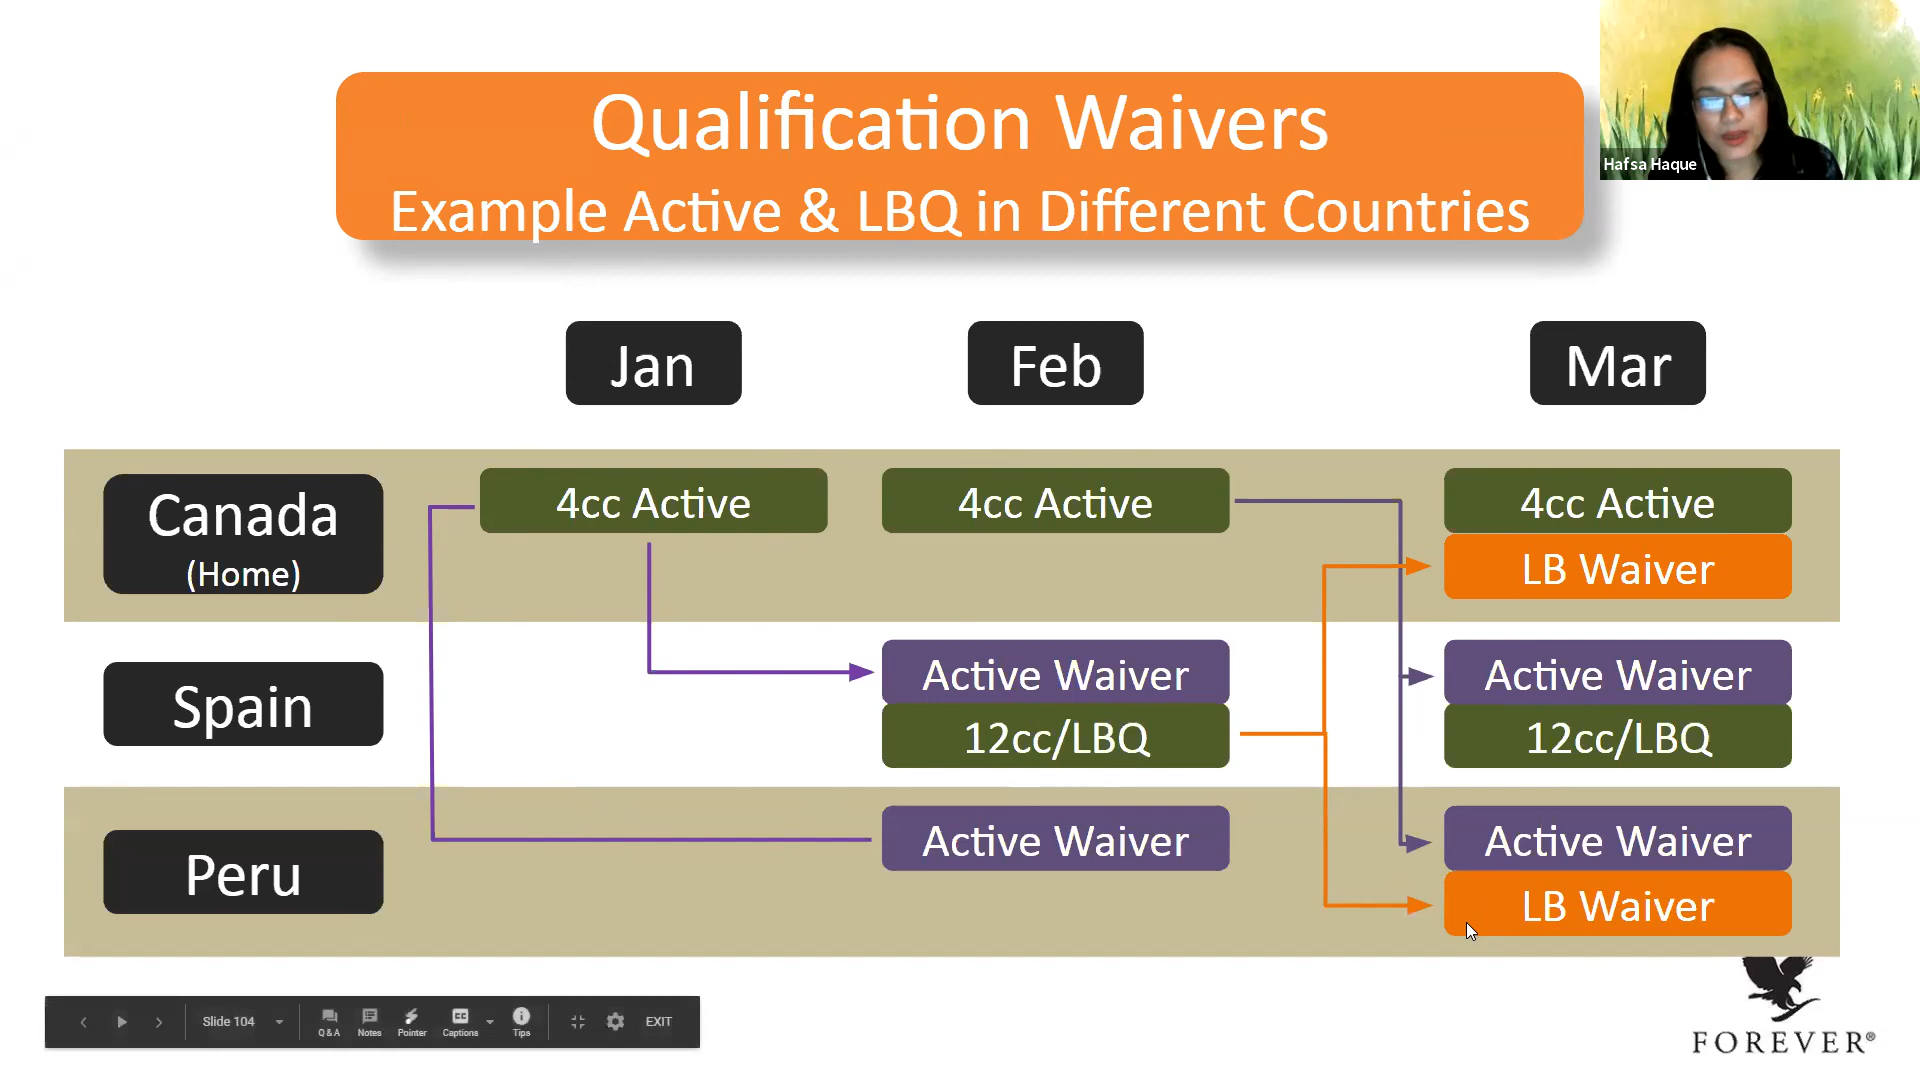 Qualification Waivers
Example Active & LBQ in Different Countries
Hafsa Haque
Jan
Feb
Mar
Canada
(Home)
4cc Active
4cc Active
4cc Active
LB Waiver
Spain
Active Waiver
12cc/LBQ
Active Waiver
12cc/LBQ
Peru
Active Waiver
Active Waiver
LB Waiver
Slide 104
Q & A
Notes
Pointer
CC
Captions
Tips
EXIT
FOREVER®